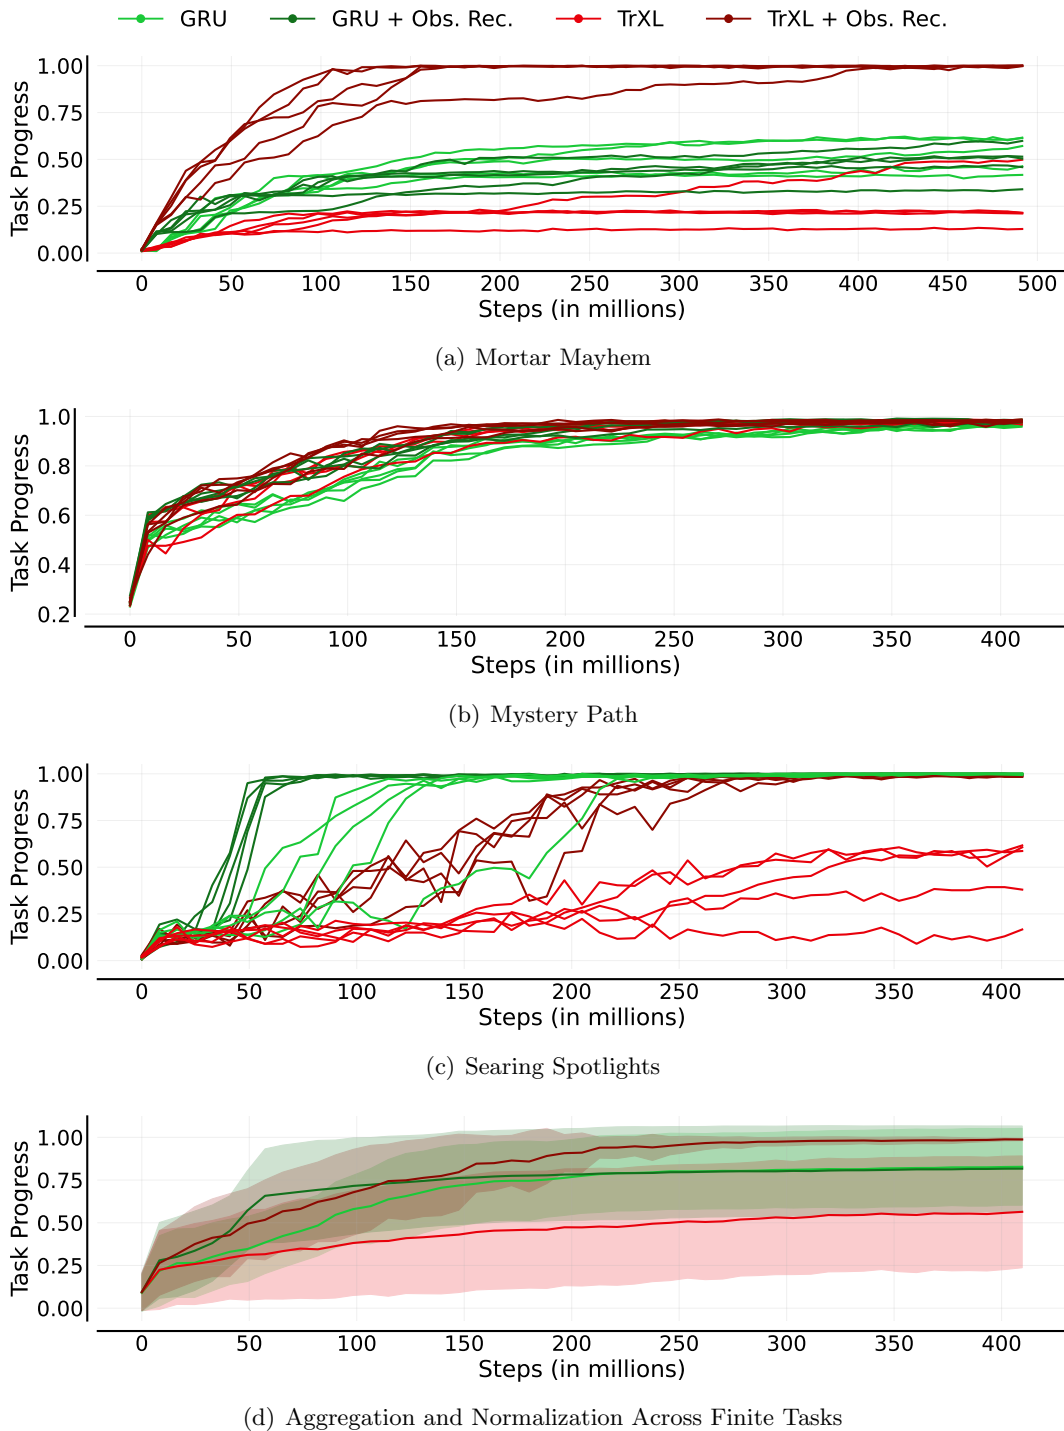 GRU GRU + Obs. Rec. TrXL TrXL + Obs. Rec.
Task Progress
1.00
0.75
0.50
0.25
0.00
0 50 100 150 200 250 300 350 400 450 500
Steps (in millions)
(a) Mortar Mayhem
Task Progress
1.0
0.8
0.6
0.4
0.2
0 50 100 150 200 250 300 350 400
Steps (in millions)
(b) Mystery Path
Task Progress
1.00
0.75
0.50
0.25
0.00
0 50 100 150 200 250 300 350 400
Steps (in millions)
(c) Searing Spotlights
Task Progress
1.00
0.75
0.50
0.25
0.00
0 50 100 150 200 250 300 350 400
Steps (in millions)
(d) Aggregation and Normalization Across Finite Tasks